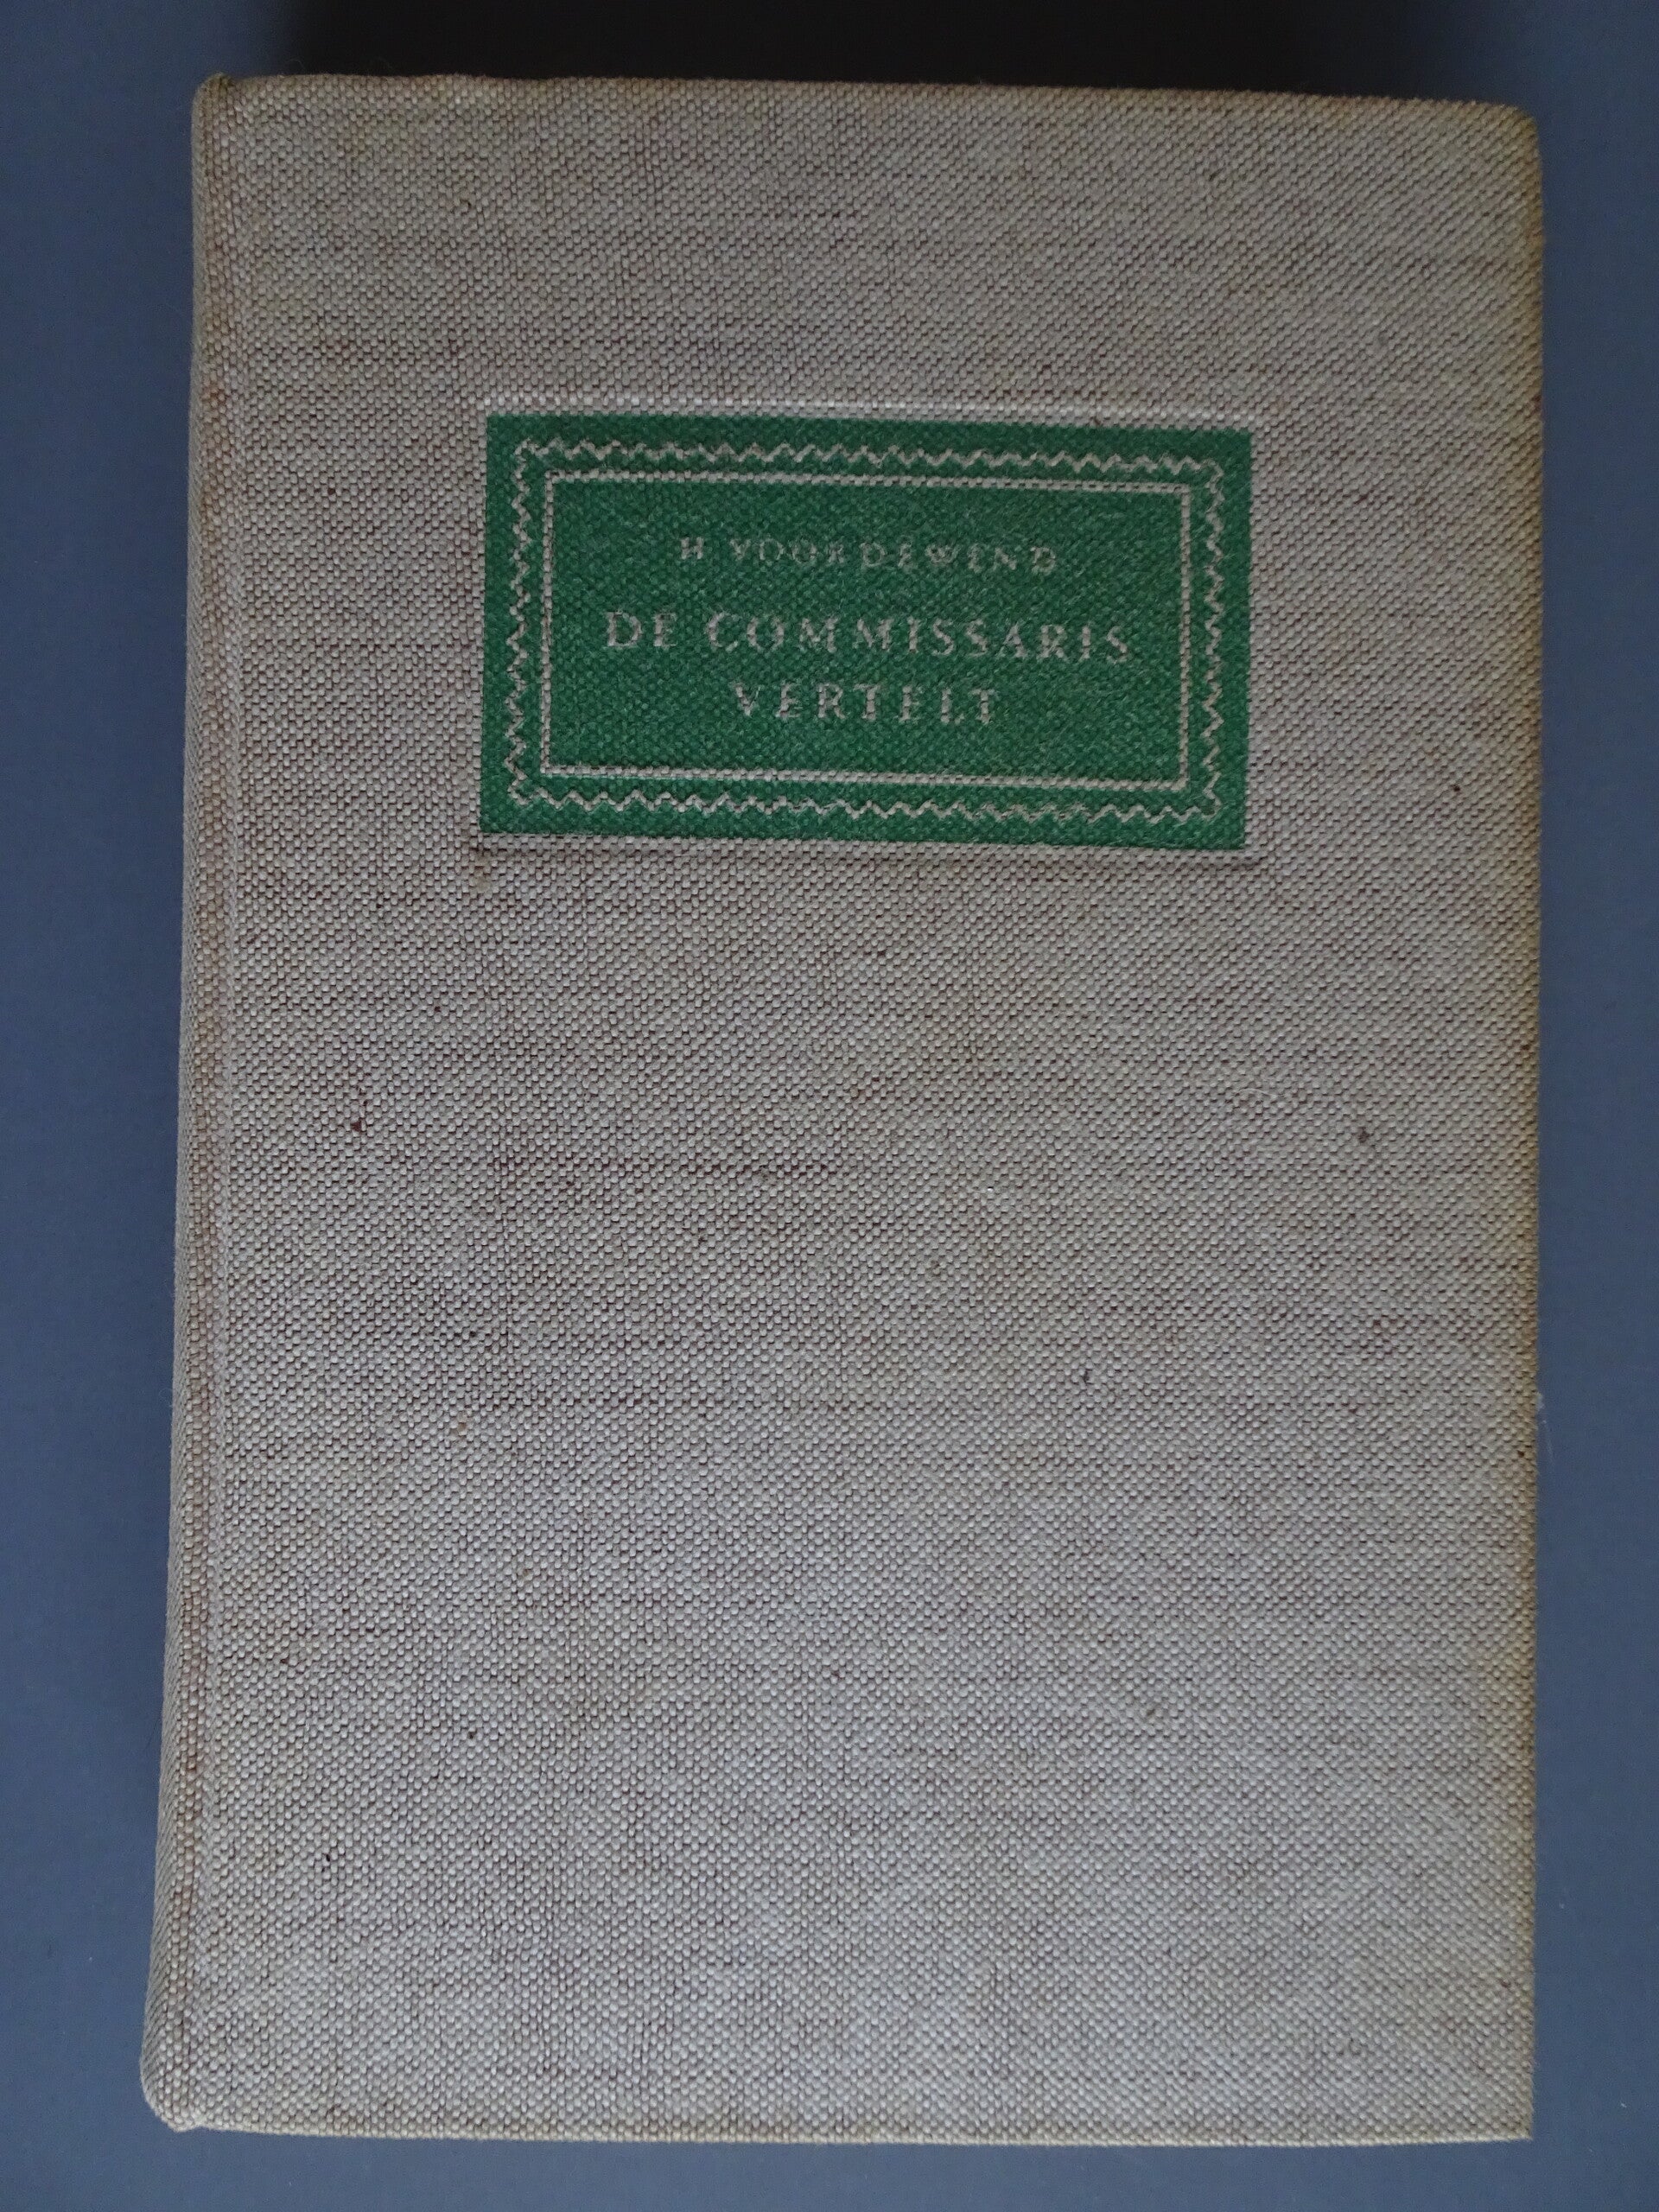 H VOORDEWIND
DE COMMISSARIS
VERTELT